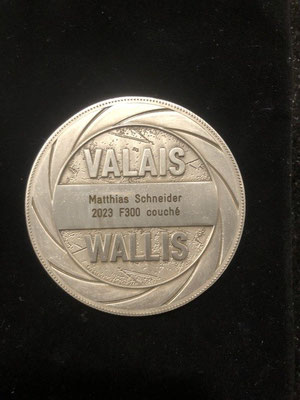 VALAIS
Matthias Schneider
2023 F300 couché
WALLIS